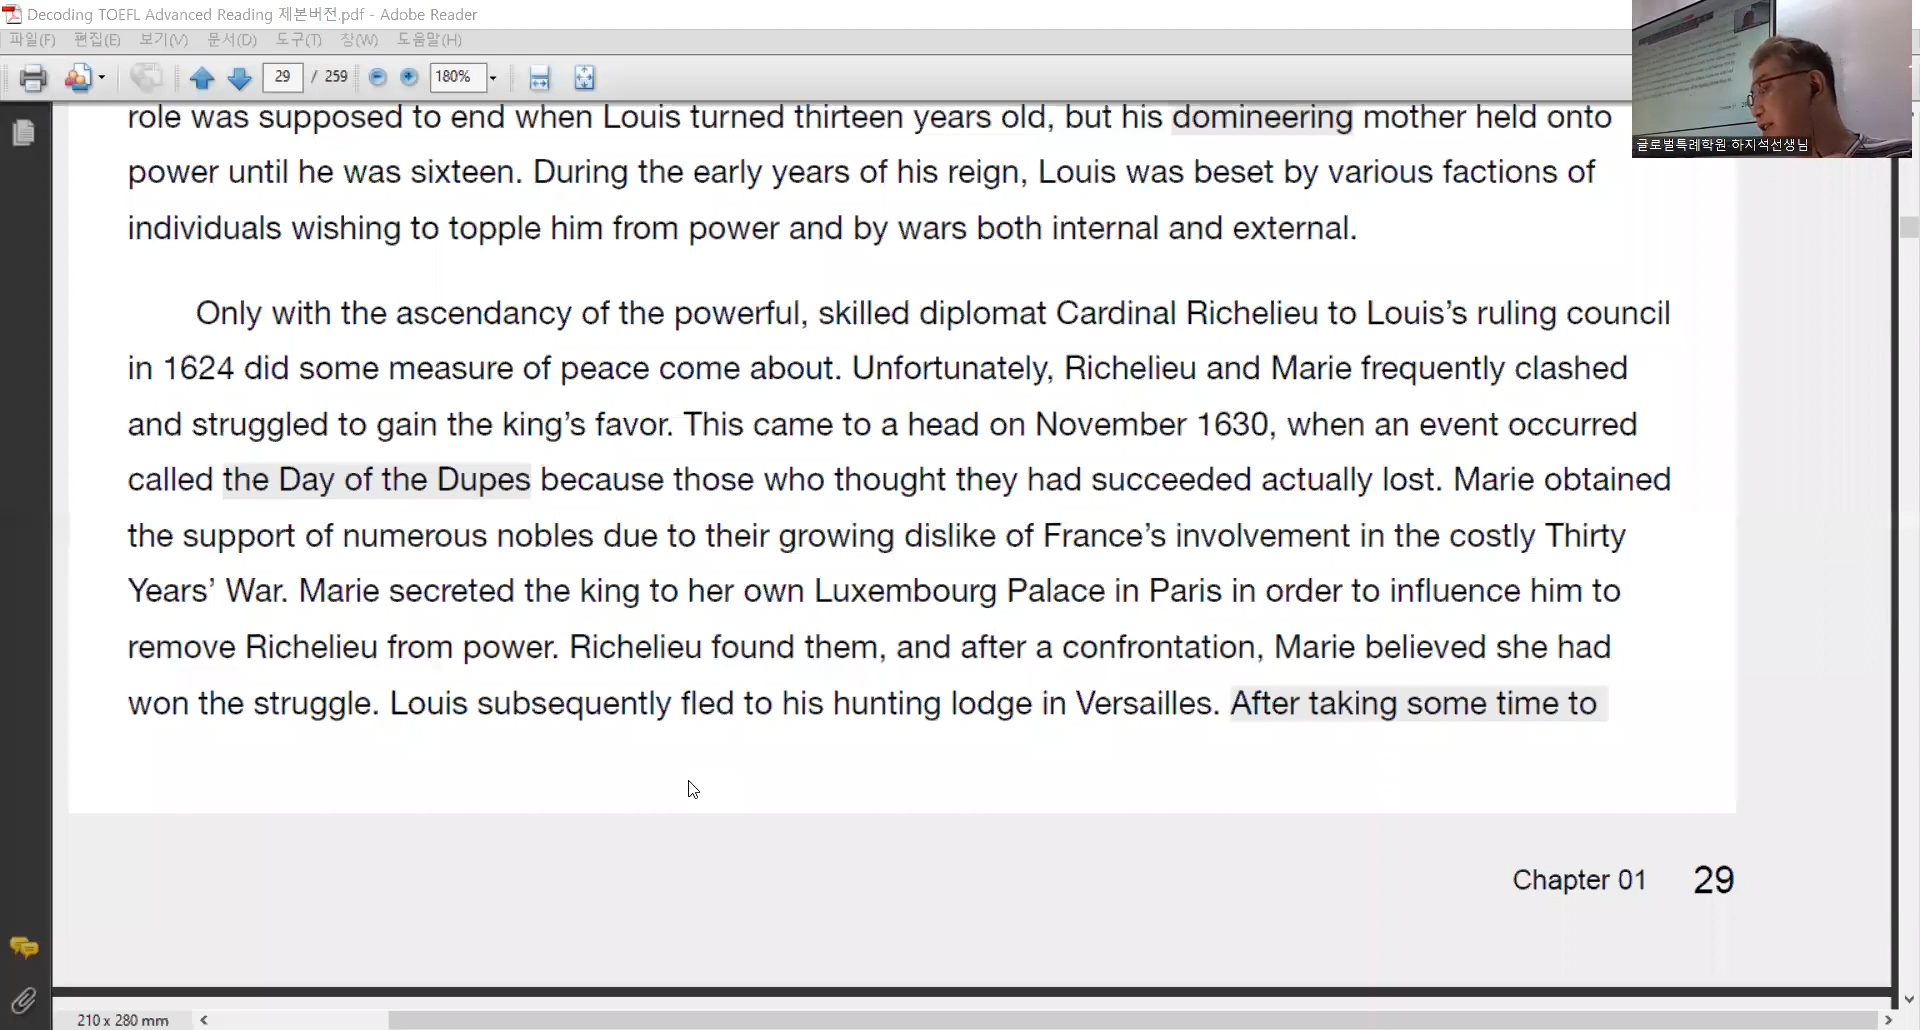 Decoding TOEFL Advanced Reading 제본버전.pdf - Adobe Reader
파일(F) 편집(E) 보기(V) 문서(D) 도구(T) 창(W) 도움말(H)
29 / 259 180%
글로벌특례학원 하지석선생님
role was supposed to end when Louis turned thirteen years old, but his domineering mother held onto
power until he was sixteen. During the early years of his reign, Louis was beset by various factions of
individuals wishing to topple him from power and by wars both internal and external.
Only with the ascendancy of the powerful, skilled diplomat Cardinal Richelieu to Louis’s ruling council
in 1624 did some measure of peace come about. Unfortunately, Richelieu and Marie frequently clashed
and struggled to gain the king’s favor. This came to a head on November 1630, when an event occurred
called the Day of the Dupes because those who thought they had succeeded actually lost. Marie obtained
the support of numerous nobles due to their growing dislike of France’s involvement in the costly Thirty
Years’ War. Marie secreted the king to her own Luxembourg Palace in Paris in order to influence him to
remove Richelieu from power. Richelieu found them, and after a confrontation, Marie believed she had
won the struggle. Louis subsequently fled to his hunting lodge in Versailles. After taking some time to
Chapter 01 29
210 x 280 mm